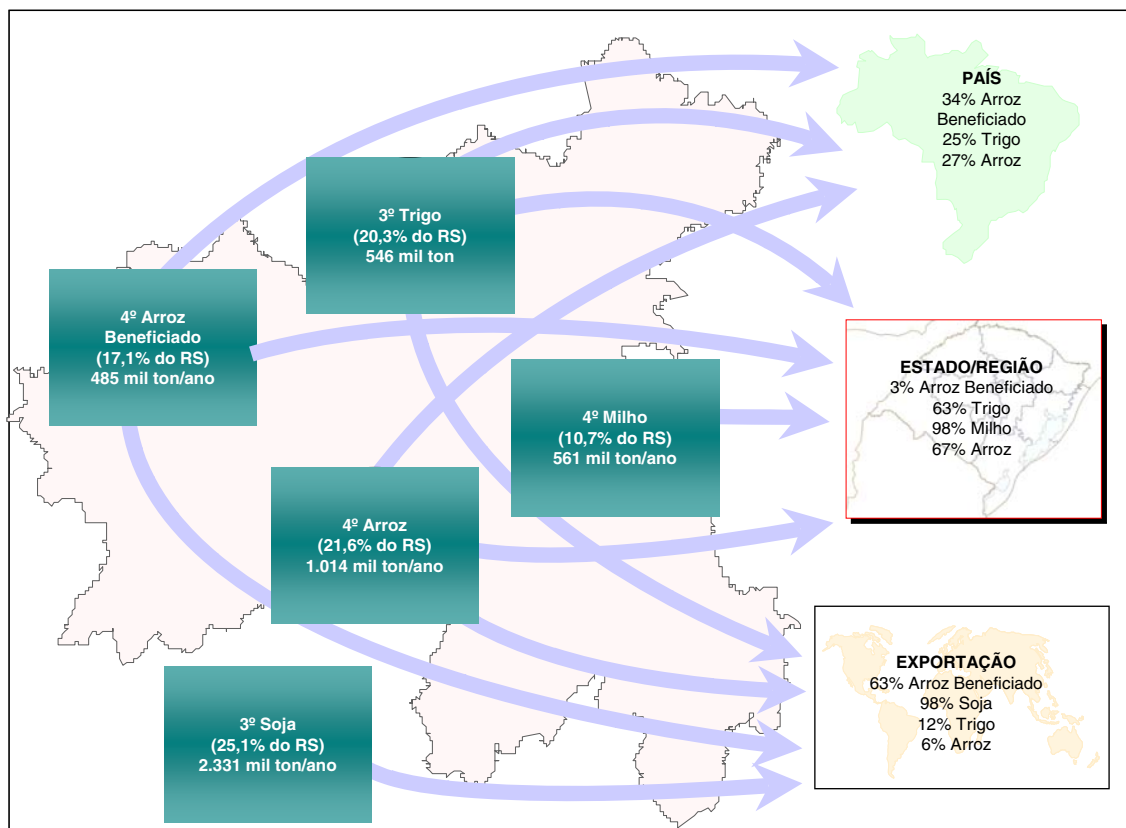 PAÍS
34% Arroz
Beneficiado
25% Trigo
27% Arroz
3º Trigo
(20,3% do RS)
546 mil ton
4º Arroz
Beneficiado
(17,1% do RS)
485 mil ton/ano
ESTADO/REGIÃO
3% Arroz Beneficiado
63% Trigo
98% Milho
67% Arroz
4º Milho
(10,7% do RS)
561 mil ton/ano
4º Arroz
(21,6% do RS)
1.014 mil ton/ano
EXPORTAÇÃO
63% Arroz Beneficiado
98% Soja
12% Trigo
6% Arroz
3º Soja
(25,1% do RS)
2.331 mil ton/ano